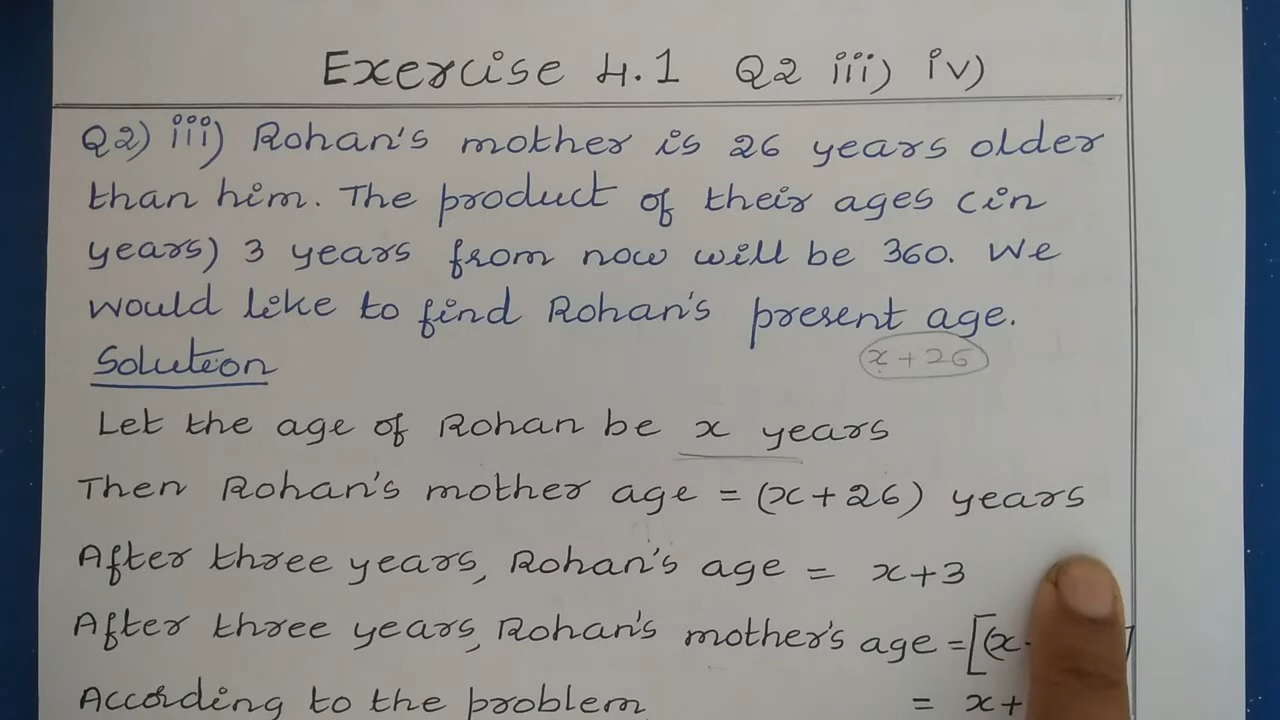 Exercise 4.1 Q2 iii) iv)
Q2) iii) Rohan's mother is 26 years older
than him. The product of their ages (in
years) 3 years from now will be 360. We
would like to find Rohan's present age.
x + 26
Solution
Let the age of Rohan be x years
Then Rohan's mother age = (x+26) years
After three years, Rohan's age = x+3
After three years, Rohan's mother's age = [(x
According to the problem = x+